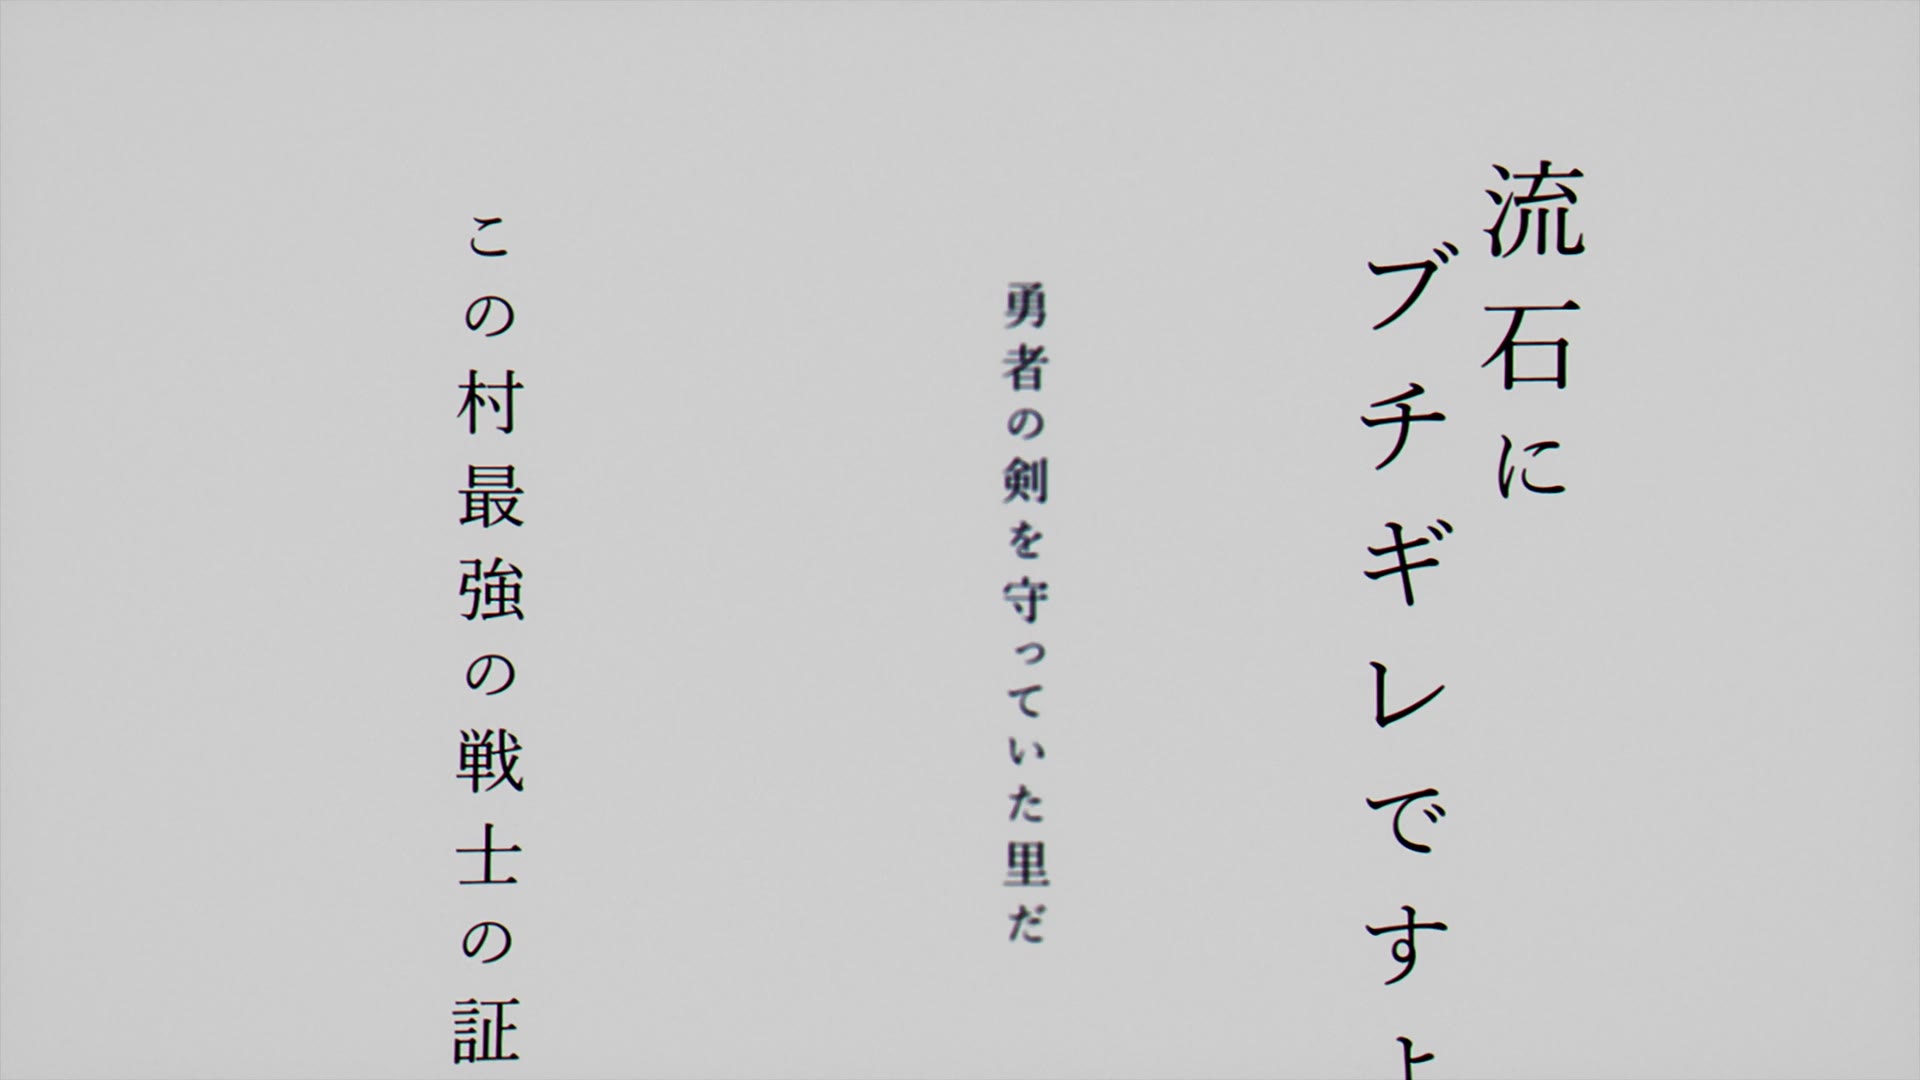 流石に
ブチギレですよ
勇者の剣を守っていた里だ
この村最強の戦士の証